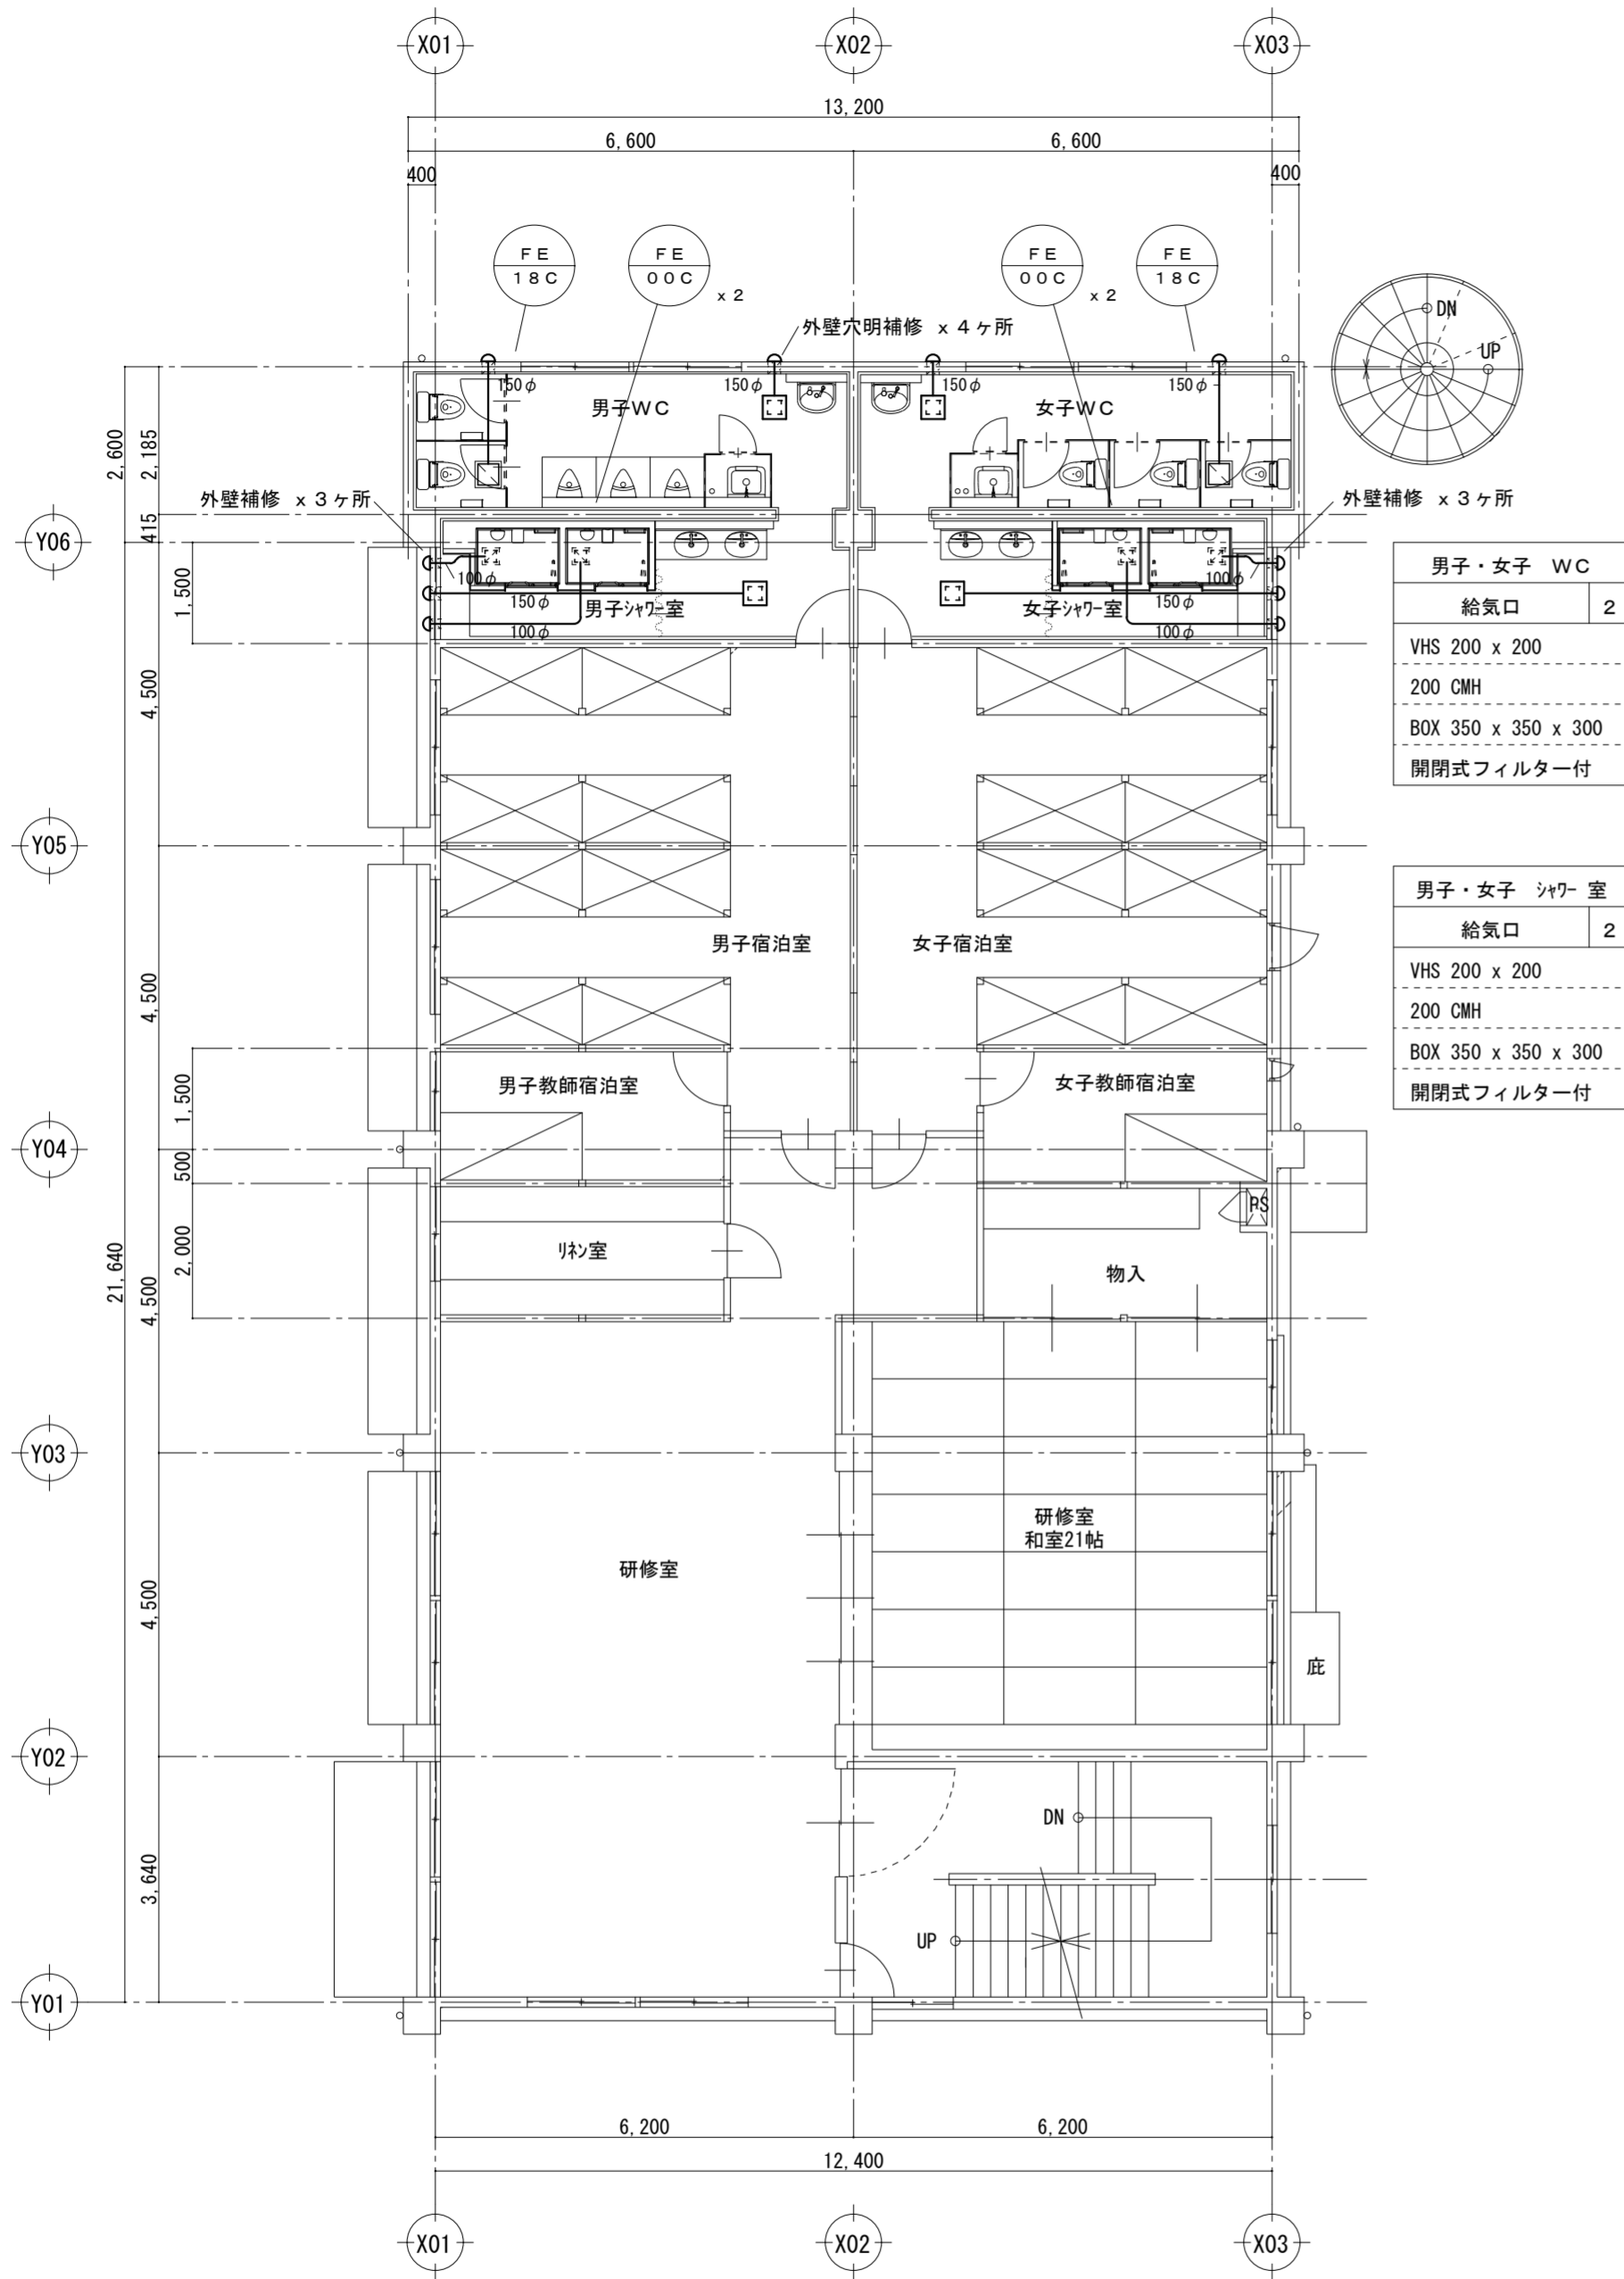 X01
X02
X03
13,200
6,600
6,600
400
400
FE
18C
FE
00C
x 2
FE
00C
x 2
FE
18C
外壁穴明補修 x 4ヶ所
DN
UP
150φ
150φ
150φ
150φ
男子WC
女子WC
2,600
2,185
415
外壁補修 x 3ヶ所
外壁補修 x 3ヶ所
Y06
1,500
100φ
150φ
男子シャワー室
100φ
100φ
150φ
女子シャワー室
100φ
男子・女子 WC
給気口 2
VHS 200 x 200
200 CMH
BOX 350 x 350 x 300
開閉式フィルター付
4,500
Y05
男子・女子 シャワー 室
給気口 2
VHS 200 x 200
200 CMH
BOX 350 x 350 x 300
開閉式フィルター付
男子宿泊室
女子宿泊室
4,500
男子教師宿泊室
女子教師宿泊室
1,500
Y04
500
PS
2,000
リネン室
物入
21,640
4,500
Y03
研修室
和室21帖
研修室
4,500
庇
Y02
DN
3,640
UP
Y01
6,200
6,200
12,400
X01
X02
X03